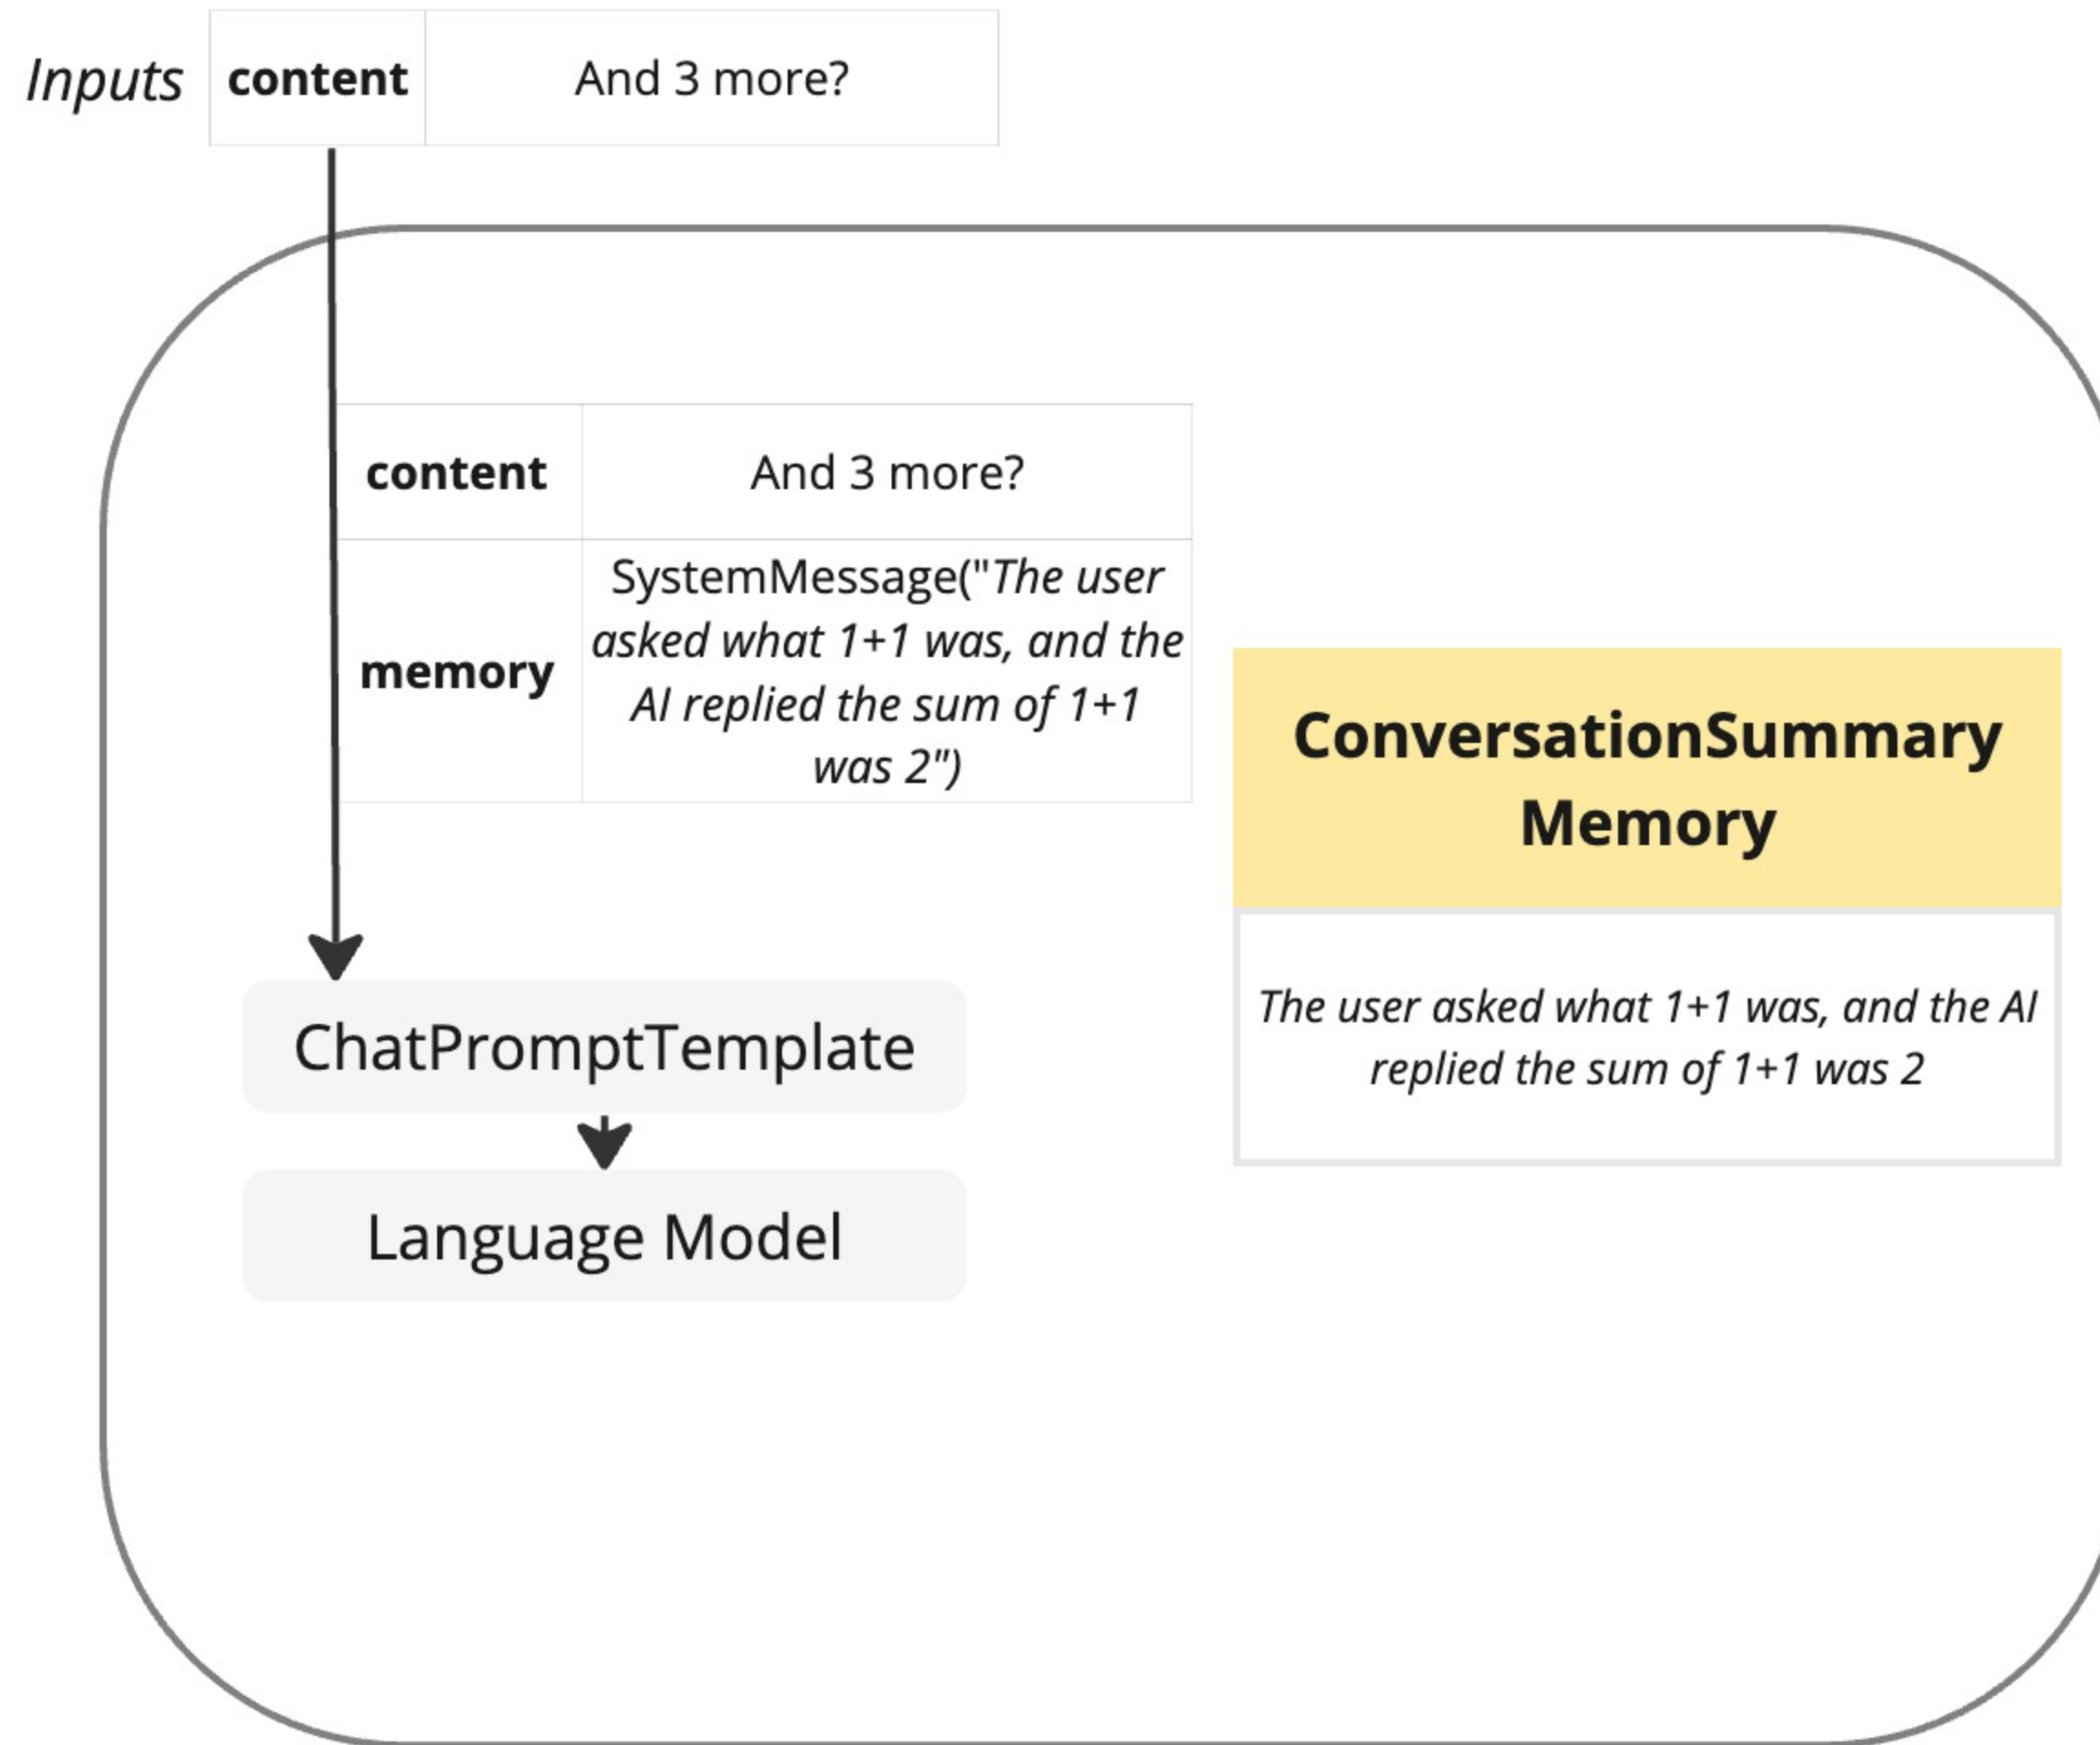 Inputs
content
And 3 more?
content
And 3 more?
memory
SystemMessage("The user
asked what 1+1 was, and the
AI replied the sum of 1+1
was 2")
ConversationSummary
Memory
The user asked what 1+1 was, and the AI
replied the sum of 1+1 was 2
ChatPromptTemplate
Language Model